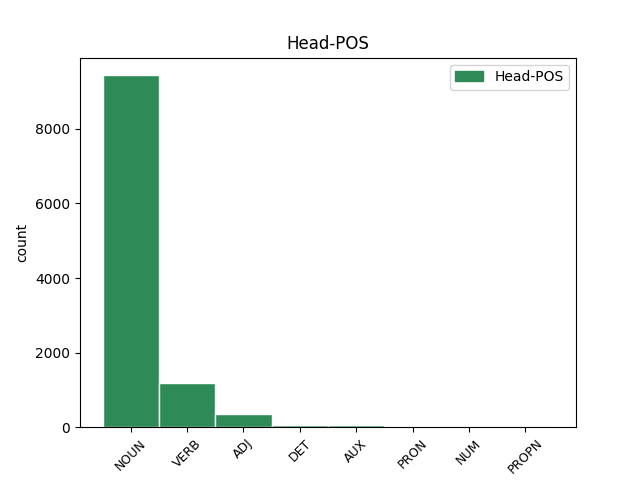 Head-POS
Head-POS
8000
6000
4000
2000
0
count
NOUN
VERB
ADJ
DET
AUX
PRON
NUM
PROPN